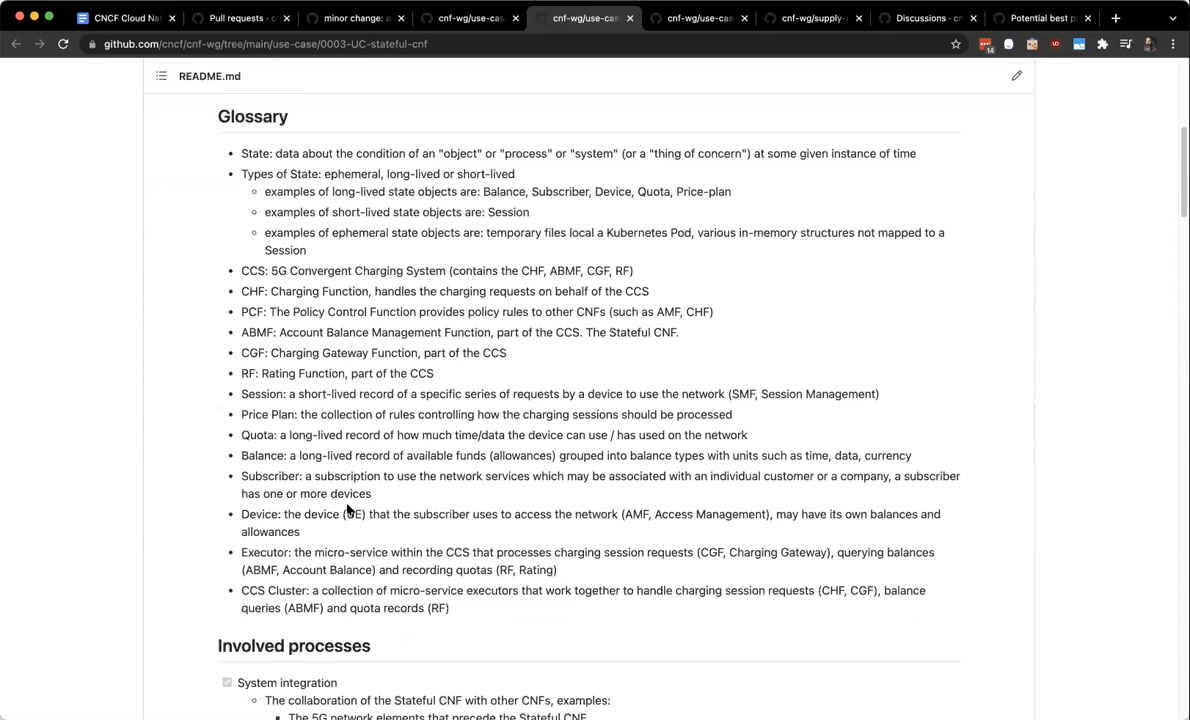 CNCF Cloud Na
Pull requests · c
minor change: a
cnf-wg/use-cas
cnf-wg/use-cas
cnf-wg/use-cas
cnf-wg/supply-
Discussions · cn
Potential best pr
github.com/cncf/cnf-wg/tree/main/use-case/0003-UC-stateful-cnf
14
README.md
Glossary
• State: data about the condition of an "object" or "process" or "system" (or a "thing of concern") at some given instance of time
• Types of State: ephemeral, long-lived or short-lived
◦ examples of long-lived state objects are: Balance, Subscriber, Device, Quota, Price-plan
◦ examples of short-lived state objects are: Session
◦ examples of ephemeral state objects are: temporary files local a Kubernetes Pod, various in-memory structures not mapped to a
Session
• CCS: 5G Convergent Charging System (contains the CHF, ABMF, CGF, RF)
• CHF: Charging Function, handles the charging requests on behalf of the CCS
• PCF: The Policy Control Function provides policy rules to other CNFs (such as AMF, CHF)
• ABMF: Account Balance Management Function, part of the CCS. The Stateful CNF.
• CGF: Charging Gateway Function, part of the CCS
• RF: Rating Function, part of the CCS
• Session: a short-lived record of a specific series of requests by a device to use the network (SMF, Session Management)
• Price Plan: the collection of rules controlling how the charging sessions should be processed
• Quota: a long-lived record of how much time/data the device can use / has used on the network
• Balance: a long-lived record of available funds (allowances) grouped into balance types with units such as time, data, currency
• Subscriber: a subscription to use the network services which may be associated with an individual customer or a company, a subscriber
has one or more devices
• Device: the device (UE) that the subscriber uses to access the network (AMF, Access Management), may have its own balances and
allowances
• Executor: the micro-service within the CCS that processes charging session requests (CGF, Charging Gateway), querying balances
(ABMF, Account Balance) and recording quotas (RF, Rating)
• CCS Cluster: a collection of micro-service executors that work together to handle charging session requests (CHF, CGF), balance
queries (ABMF) and quota records (RF)
Involved processes
System integration
◦ The collaboration of the Stateful CNF with other CNFs, examples:
▪ The 5G network elements that precede the Stateful CNF